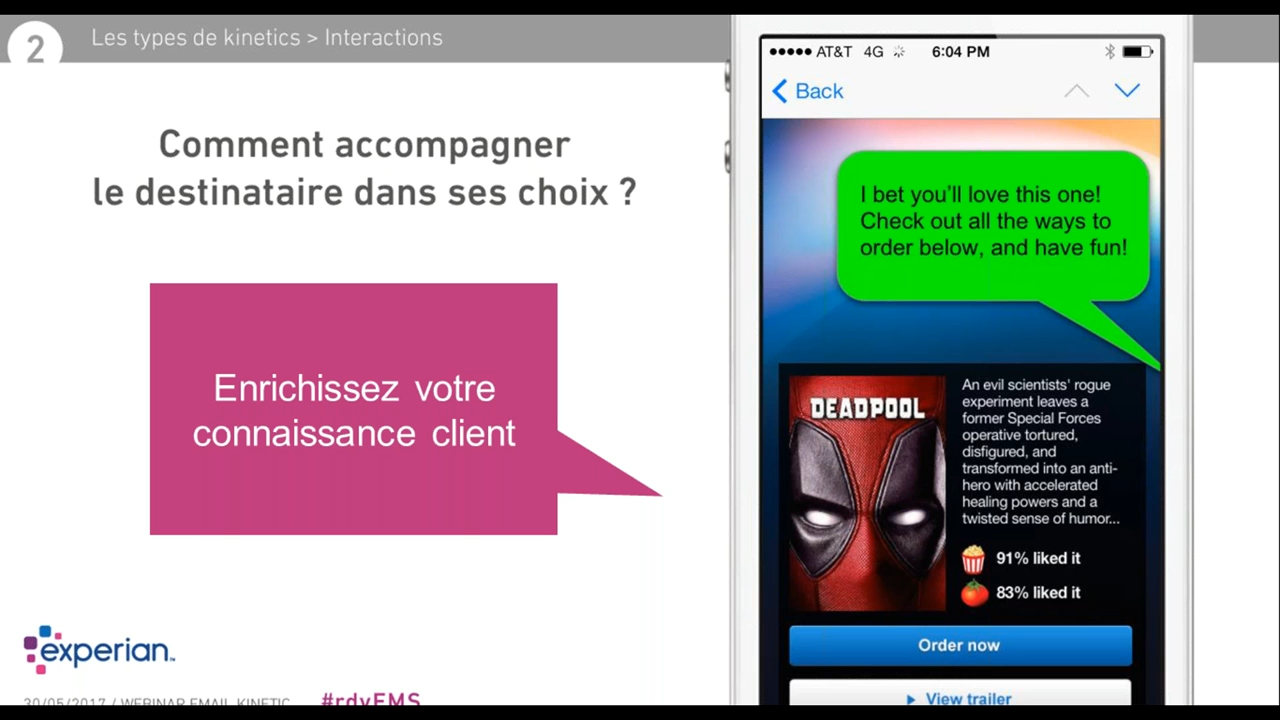 2
Les types de kinetics > Interactions
Comment accompagner
le destinataire dans ses choix ?
Enrichissez votre
connaissance client
experian™
30/05/2017 / WEBINAR EMAIL KINETIC
#rdvEMS
AT&T 4G 6:04 PM
Back
I bet you'll love this one!
Check out all the ways to
order below, and have fun!
DEADPOOL
An evil scientists' rogue
experiment leaves a
former Special Forces
operative tortured,
disfigured, and
transformed into an anti-
hero with accelerated
healing powers and a
twisted sense of humor...
91% liked it
83% liked it
Order now
View trailer